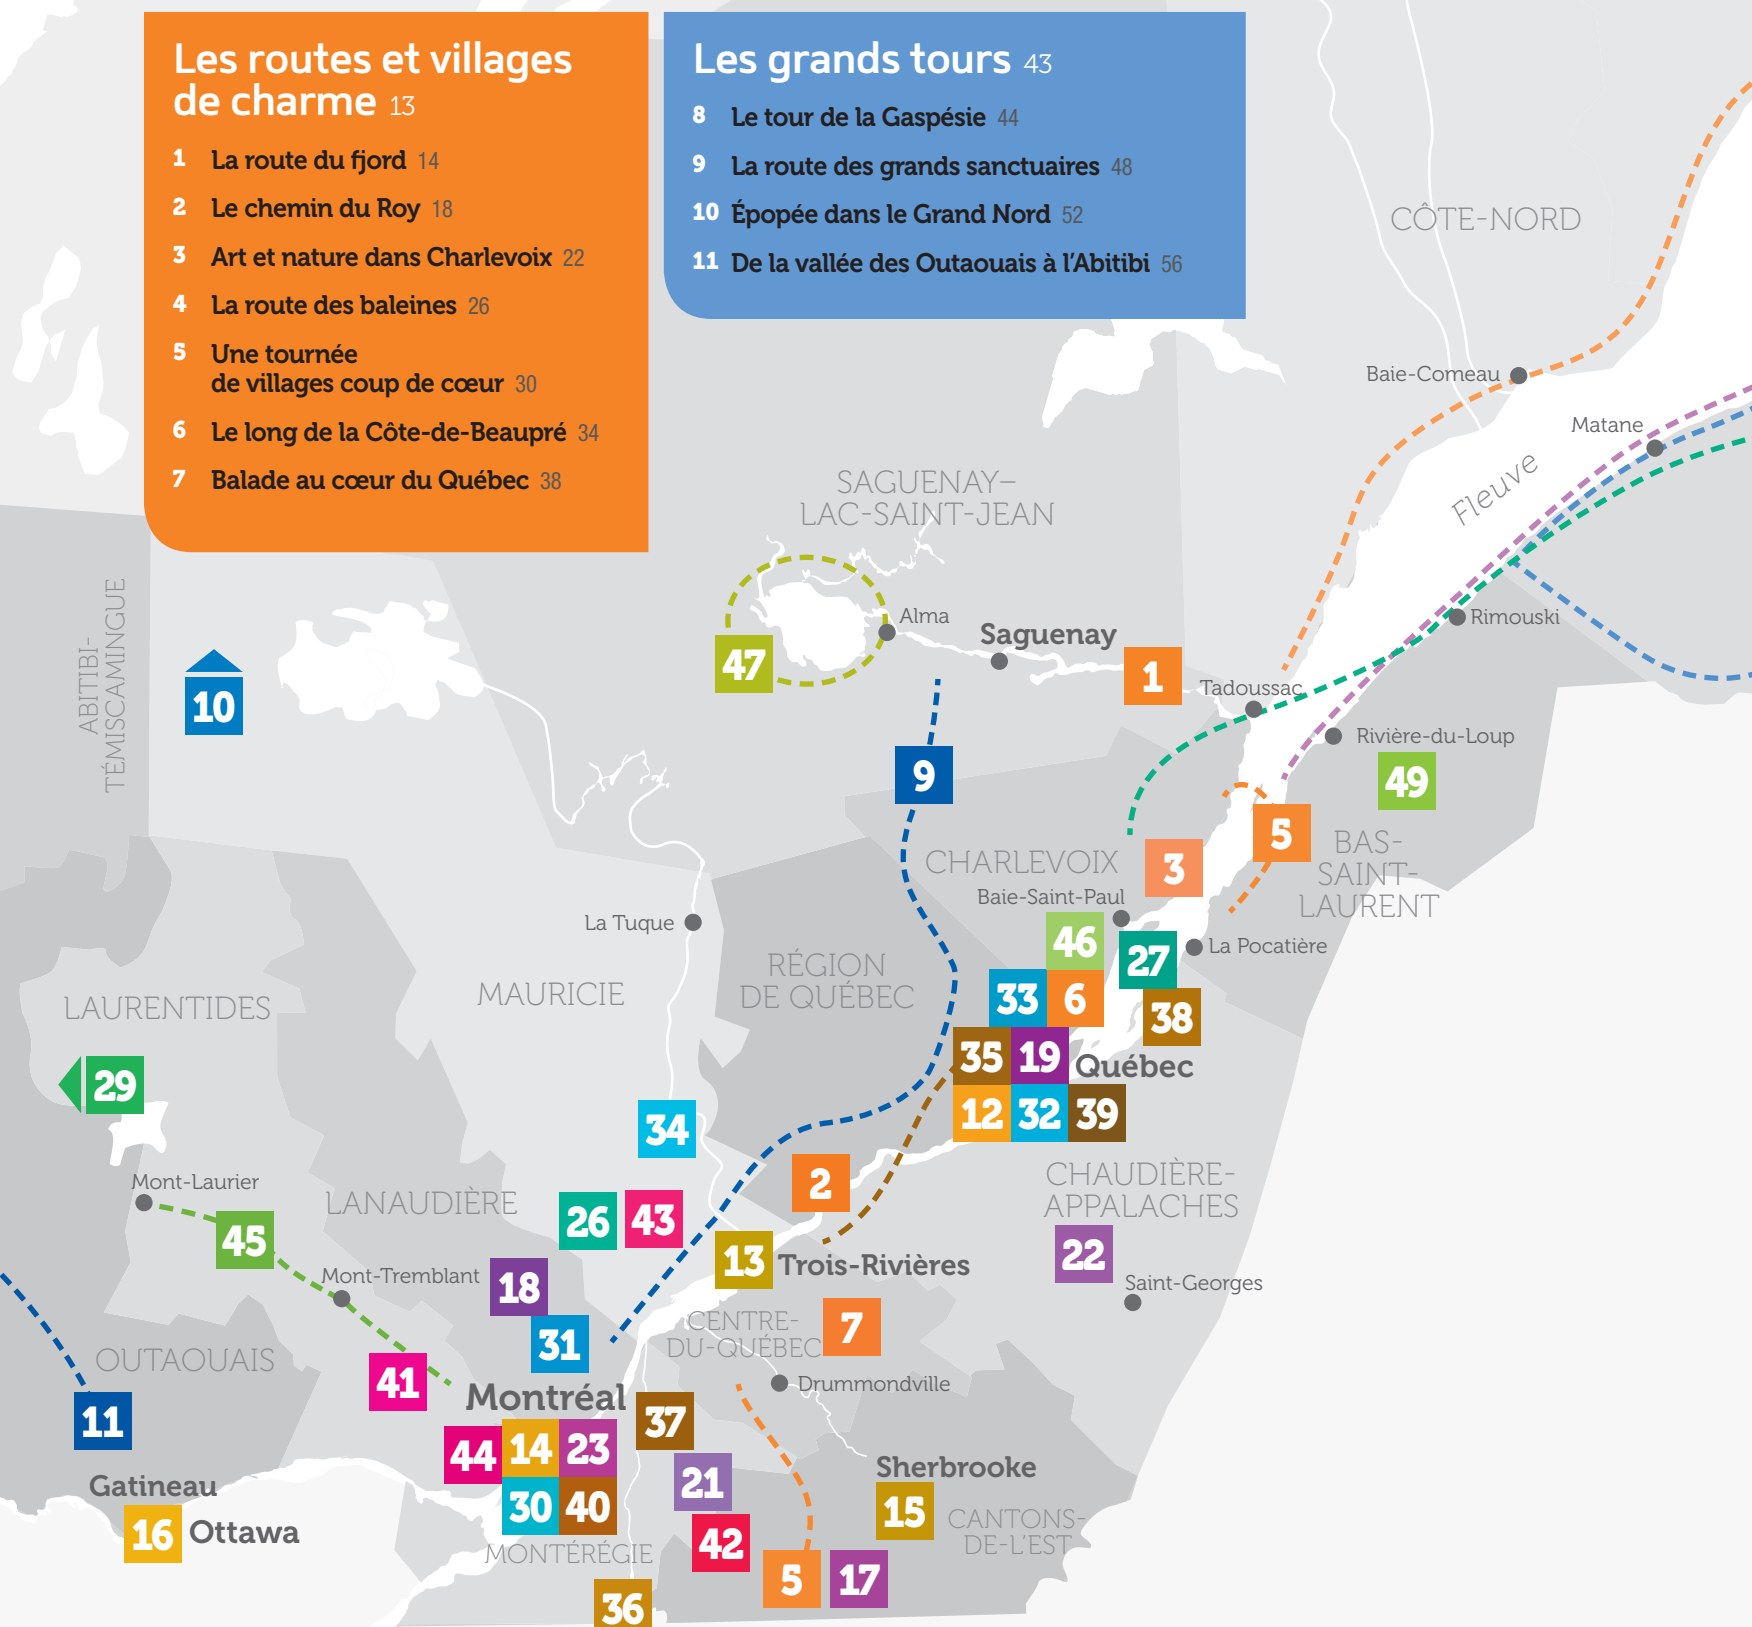 Les routes et villages
de charme 13
1 La route du fjord 14
2 Le chemin du Roy 18
3 Art et nature dans Charlevoix 22
4 La route des baleines 26
5 Une tournée
de villages coup de cœur 30
6 Le long de la Côte-de-Beaupré 34
7 Balade au cœur du Québec 38
Les grands tours 43
8 Le tour de la Gaspésie 44
9 La route des grands sanctuaires 48
10 Épopée dans le Grand Nord 52
11 De la vallée des Outaouais à l'Abitibi 56
CÔTE-NORD
Baie-Comeau
Matane
Fleuve
SAGUENAY–
LAC-SAINT-JEAN
ABITIBI-
TÉMISCAMINGUE
Alma
Saguenay
Rimouski
47
1
10
Tadoussac
Rivière-du-Loup
9
49
5
BAS-
SAINT-
LAURENT
CHARLEVOIX
3
Baie-Saint-Paul
La Tuque
46
27
La Pocatière
RÉGION
DE QUÉBEC
MAURICIE
LAURENTIDES
33
6
38
35
19
Québec
29
12
32
39
34
Mont-Laurier
LANAUDIÈRE
2
CHAUDIÈRE-
APPALACHES
26
43
45
13
Trois-Rivières
22
Mont-Tremblant
18
Saint-Georges
31
CENTRE-
DU-QUÉBEC
7
OUTAOUAIS
41
Montréal
Drummondville
11
37
44
14
23
21
Sherbrooke
Gatineau
30
40
15
CANTONS-
DE-L'EST
16
Ottawa
42
MONTÉRÉGIE
5
17
36